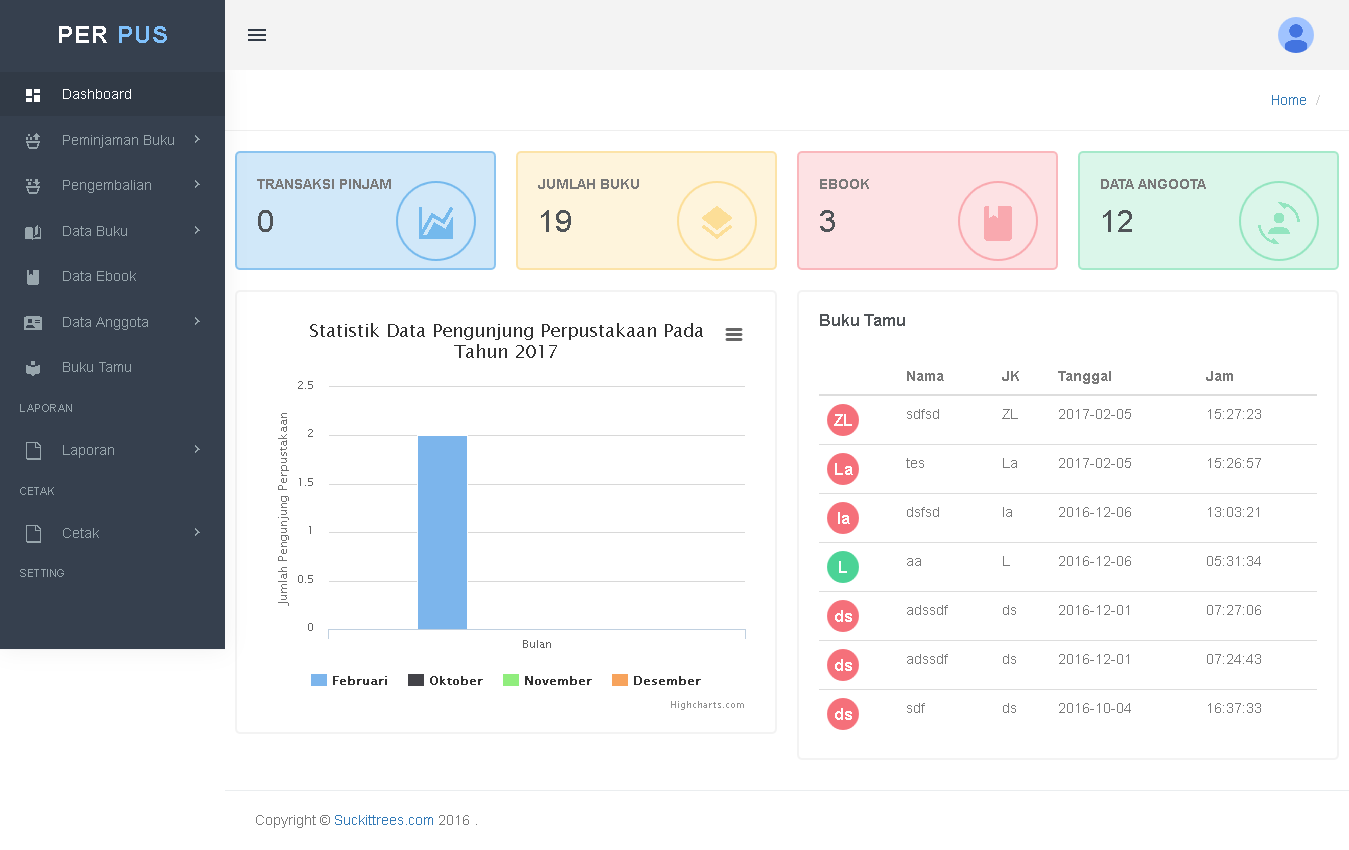 PER PUS
Dashboard
Peminjaman Buku
Pengembalian
Data Buku
Data Ebook
Data Anggota
Buku Tamu
LAPORAN
Laporan
CETAK
Cetak
SETTING
Home /
TRANSAKSI PINJAM
0
JUMLAH BUKU
19
EBOOK
3
DATA ANGOOTA
12
Statistik Data Pengunjung Perpustakaan Pada
Tahun 2017
Jumlah Pengunjung Perpustakaan
2.5
2
1.5
1
0.5
0
Bulan
Februari Oktober November Desember
Highcharts.com
Buku Tamu
Nama JK Tanggal Jam
ZL sdfsd ZL 2017-02-05 15:27:23
La tes La 2017-02-05 15:26:57
la dsfsd la 2016-12-06 13:03:21
L aa L 2016-12-06 05:31:34
ds adssdf ds 2016-12-01 07:27:06
ds adssdf ds 2016-12-01 07:24:43
ds sdf ds 2016-10-04 16:37:33
Copyright © Suckittrees.com 2016 .